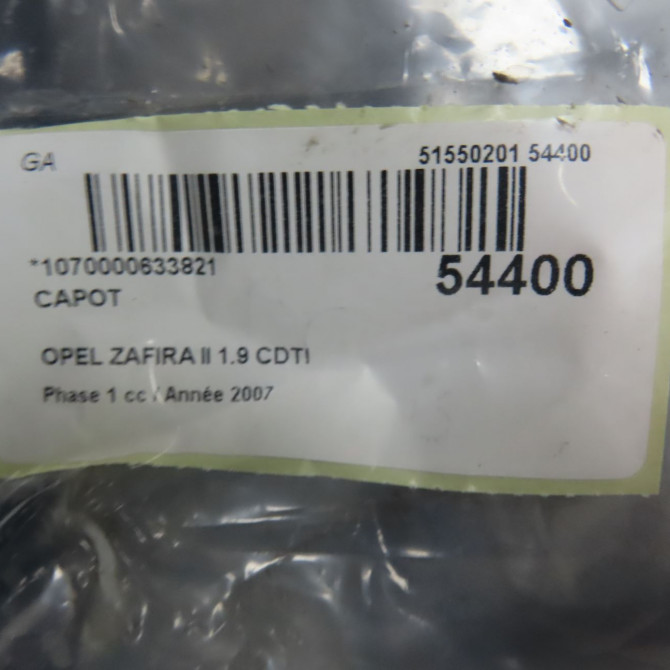 GA
51550201 54400
*1070000633821
54400
CAPOT
OPEL ZAFIRA II 1.9 CDTI
Phase 1 cc / Année 2007